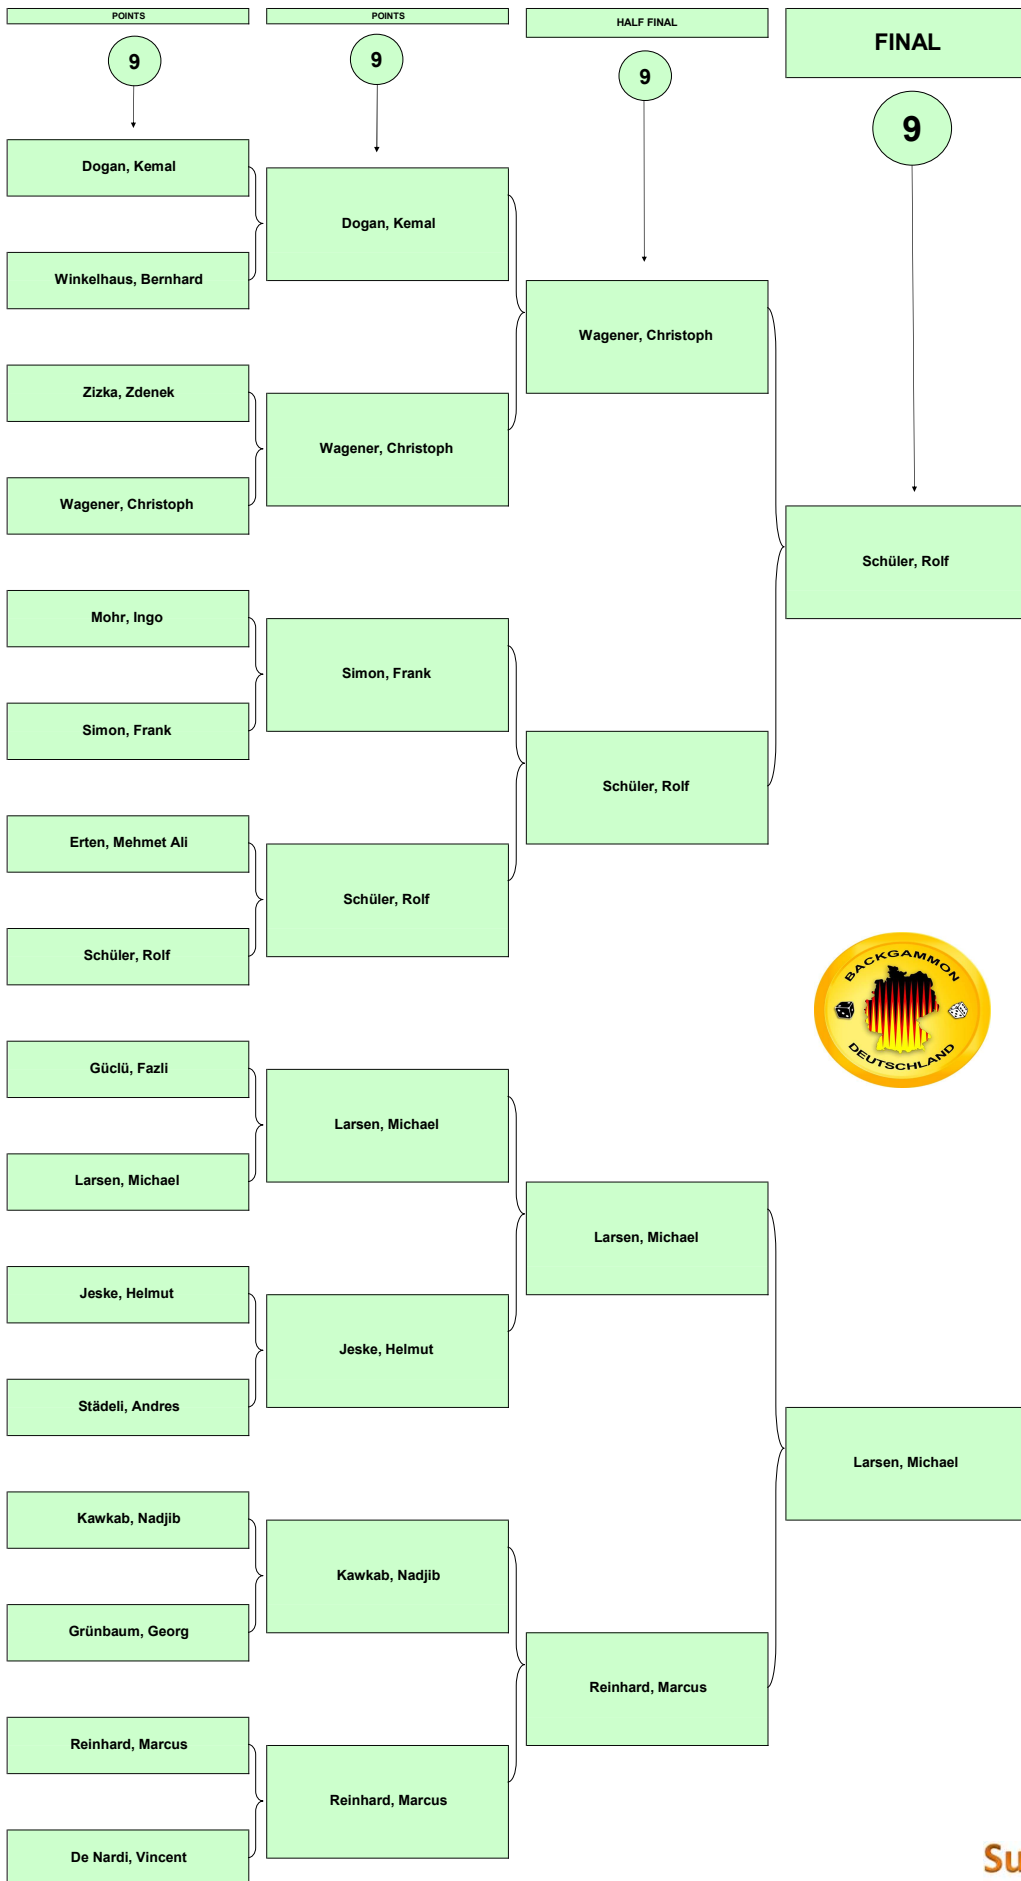 POINTS
POINTS
HALF FINAL
FINAL
9
9
9
9
Dogan, Kemal
Winkelhaus, Bernhard
Zizka, Zdenek
Wagener, Christoph
Mohr, Ingo
Simon, Frank
Erten, Mehmet Ali
Schüler, Rolf
Güclü, Fazli
Larsen, Michael
Jeske, Helmut
Städeli, Andres
Kawkab, Nadjib
Grünbaum, Georg
Reinhard, Marcus
De Nardi, Vincent
Dogan, Kemal
Wagener, Christoph
Simon, Frank
Schüler, Rolf
Larsen, Michael
Jeske, Helmut
Kawkab, Nadjib
Reinhard, Marcus
Wagener, Christoph
Schüler, Rolf
Larsen, Michael
Reinhard, Marcus
Schüler, Rolf
Larsen, Michael
BACKGAMMON
DEUTSCHLAND
Su